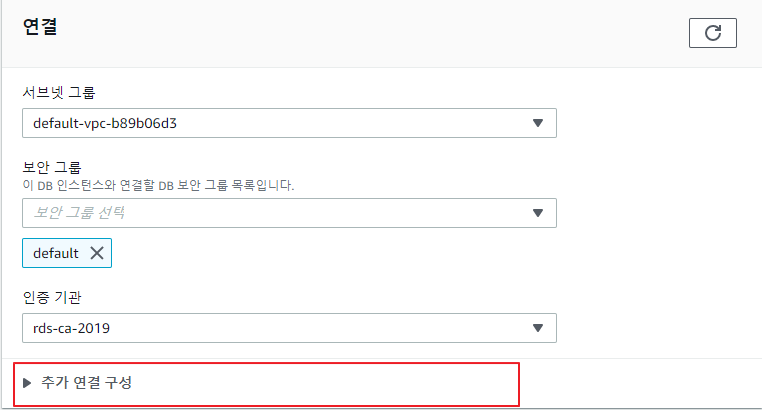 연결
서브넷 그룹
default-vpc-b89b06d3
보안 그룹
이 DB 인스턴스와 연결할 DB 보안 그룹 목록입니다.
보안 그룹 선택
default
인증 기관
rds-ca-2019
추가 연결 구성